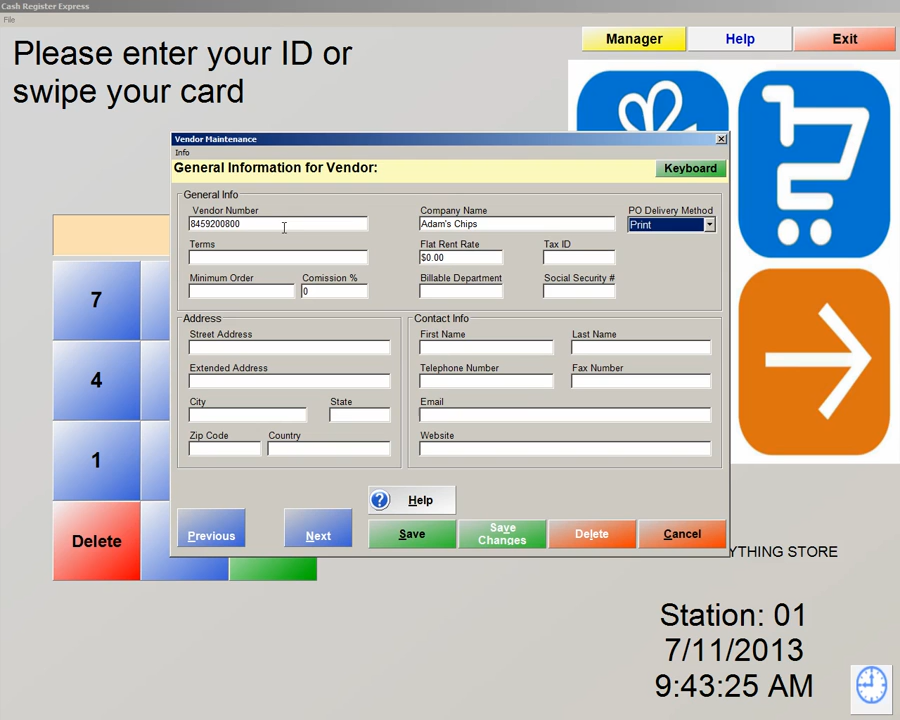 Cash Register Express
File
Please enter your ID or
swipe your card
Manager
Help
Exit
Vendor Maintenance
Info
General Information for Vendor:
Keyboard
General Info
Vendor Number
Company Name
PO Delivery Method
8459200800
Adam's Chips
Print
Terms
Flat Rent Rate
Tax ID
$0.00
Minimum Order
Comission %
Billable Department
Social Security #
0
Address
Contact Info
Street Address
First Name
Last Name
Extended Address
Telephone Number
Fax Number
City
State
Email
Zip Code
Country
Website
Help
Previous
Next
Save
Save
Changes
Delete
Cancel
7
4
1
Delete
YTHING STORE
Station: 01
7/11/2013
9:43:25 AM